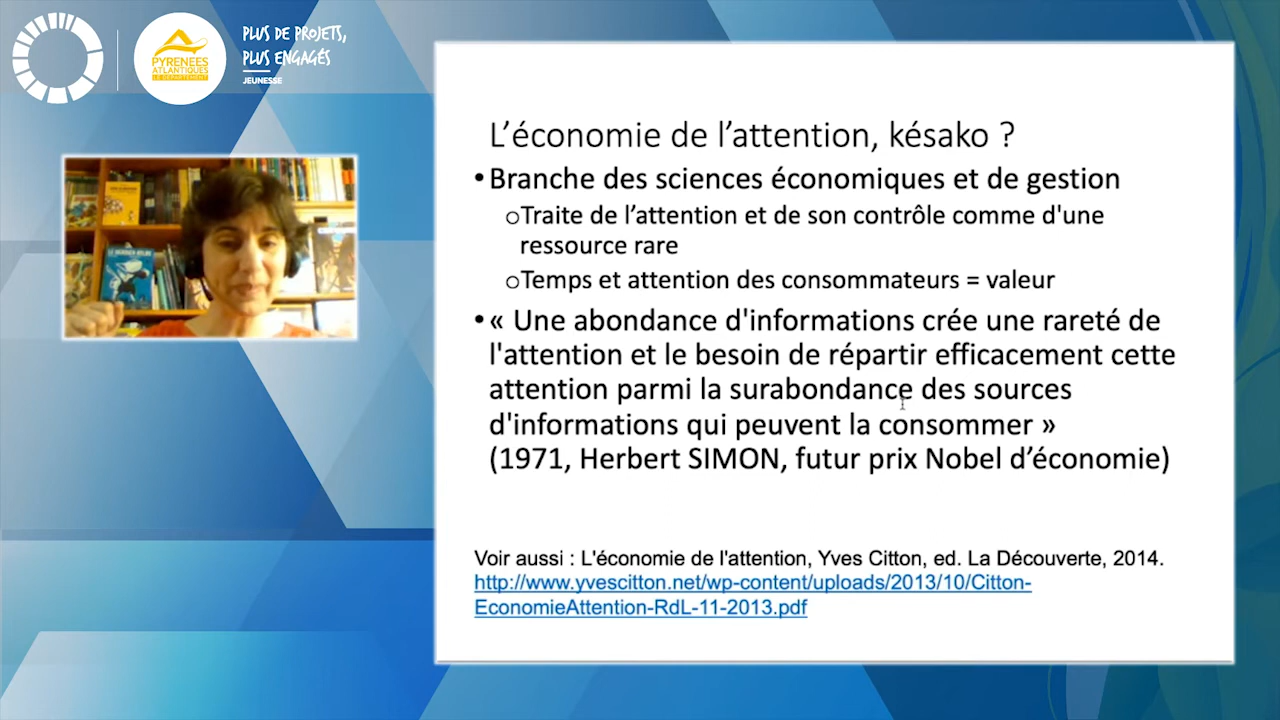 PLUS DE PROJETS,
PLUS ENGAGÉS
JEUNESSE
PYRÉNÉES
ATLANTIQUES
LE DÉPARTEMENT
L'économie de l'attention, késako ?
•Branche des sciences économiques et de gestion
oTraite de l'attention et de son contrôle comme d'une
ressource rare
oTemps et attention des consommateurs = valeur
•« Une abondance d'informations crée une rareté de
l'attention et le besoin de répartir efficacement cette
attention parmi la surabondance des sources
d'informations qui peuvent la consommer »
(1971, Herbert SIMON, futur prix Nobel d'économie)
Voir aussi : L'économie de l'attention, Yves Citton, ed. La Découverte, 2014.
http://www.yvescitton.net/wp-content/uploads/2013/10/Citton-
EconomieAttention-RdL-11-2013.pdf